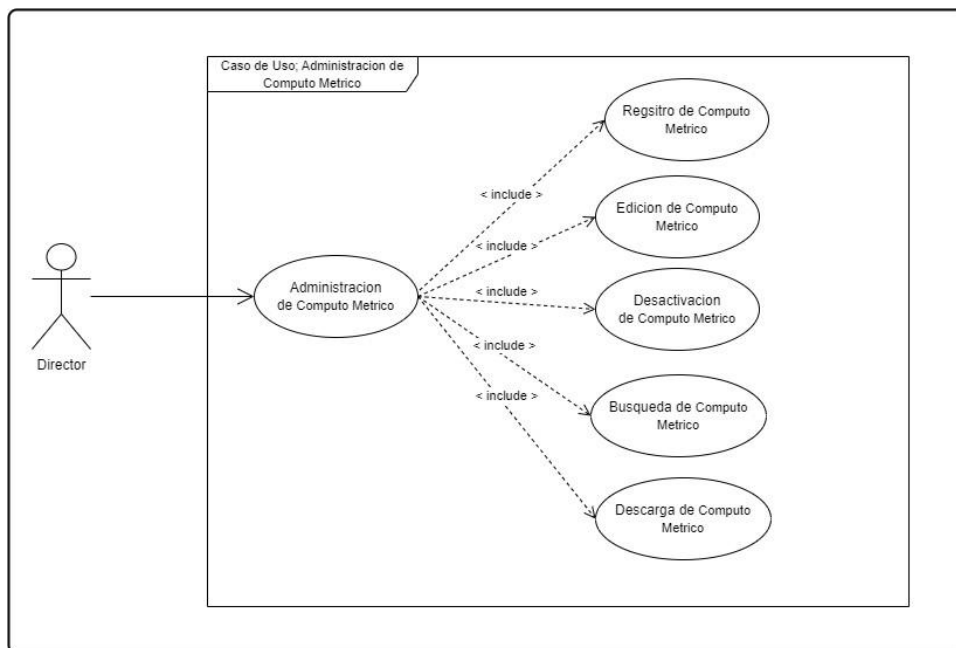 Caso de Uso; Administracion de
Computo Metrico
Regsitro de Computo
Metrico
< include >
Edicion de Computo
Metrico
< include >
Administracion
de Computo Metrico
< include >
Desactivacion
de Computo Metrico
Director
< include >
Busqueda de Computo
Metrico
< include >
Descarga de Computo
Metrico